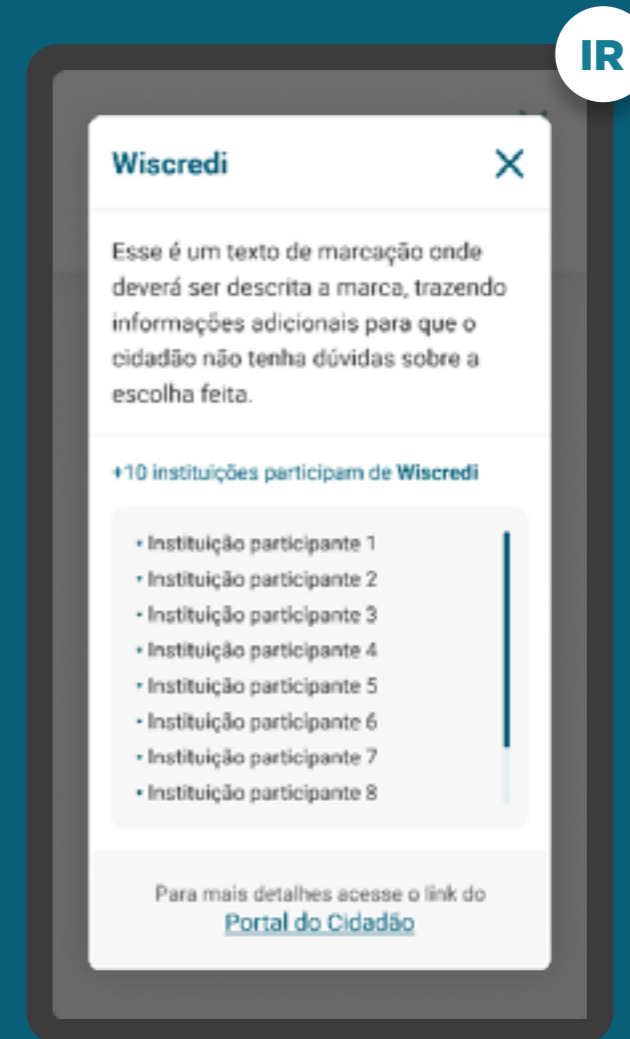 IR
Wiscredi
Esse é um texto de marcação onde
deverá ser descrita a marca, trazendo
informações adicionais para que o
cidadão não tenha dúvidas sobre a
escolha feita.
+10 instituições participam de Wiscredi
• Instituição participante 1
• Instituição participante 2
• Instituição participante 3
• Instituição participante 4
• Instituição participante 5
• Instituição participante 6
• Instituição participante 7
• Instituição participante 8
Para mais detalhes acesse o link do
Portal do Cidadão